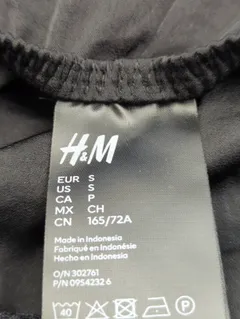 H&M
EUR S
US S
CA P
MX CH
CN 165/72A
Made in Indonesia
Fabriqué en Indonésie
Hecho en Indonesia
O/N 302761
P/N 0954232 6
40